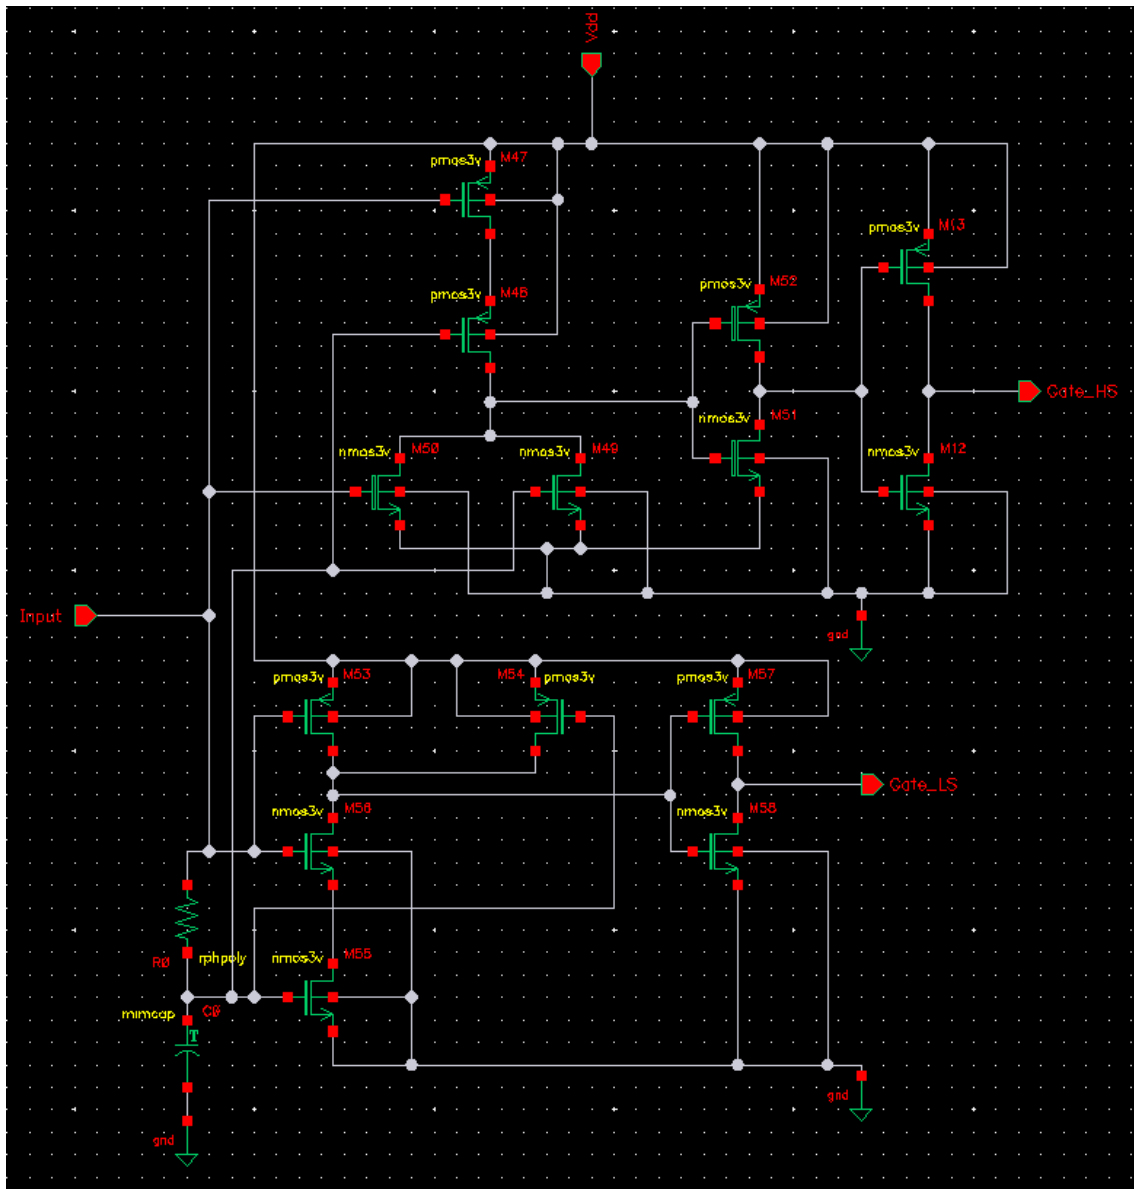 Vdd
pmos3v M47
M13
pmos3v
pmos3v M48
pmos3v M52
Gate_HS
nmos3v M51
nmos3v M50
nmos3v M49
nmos3v M12
Input
gnd
pmos3v M53
M54 pmos3v
pmos3v M57
Gate_LS
nmos3v M56
nmos3v M58
R0 rphpoly
nmos3v M55
mimcap C0
T
gnd
gnd